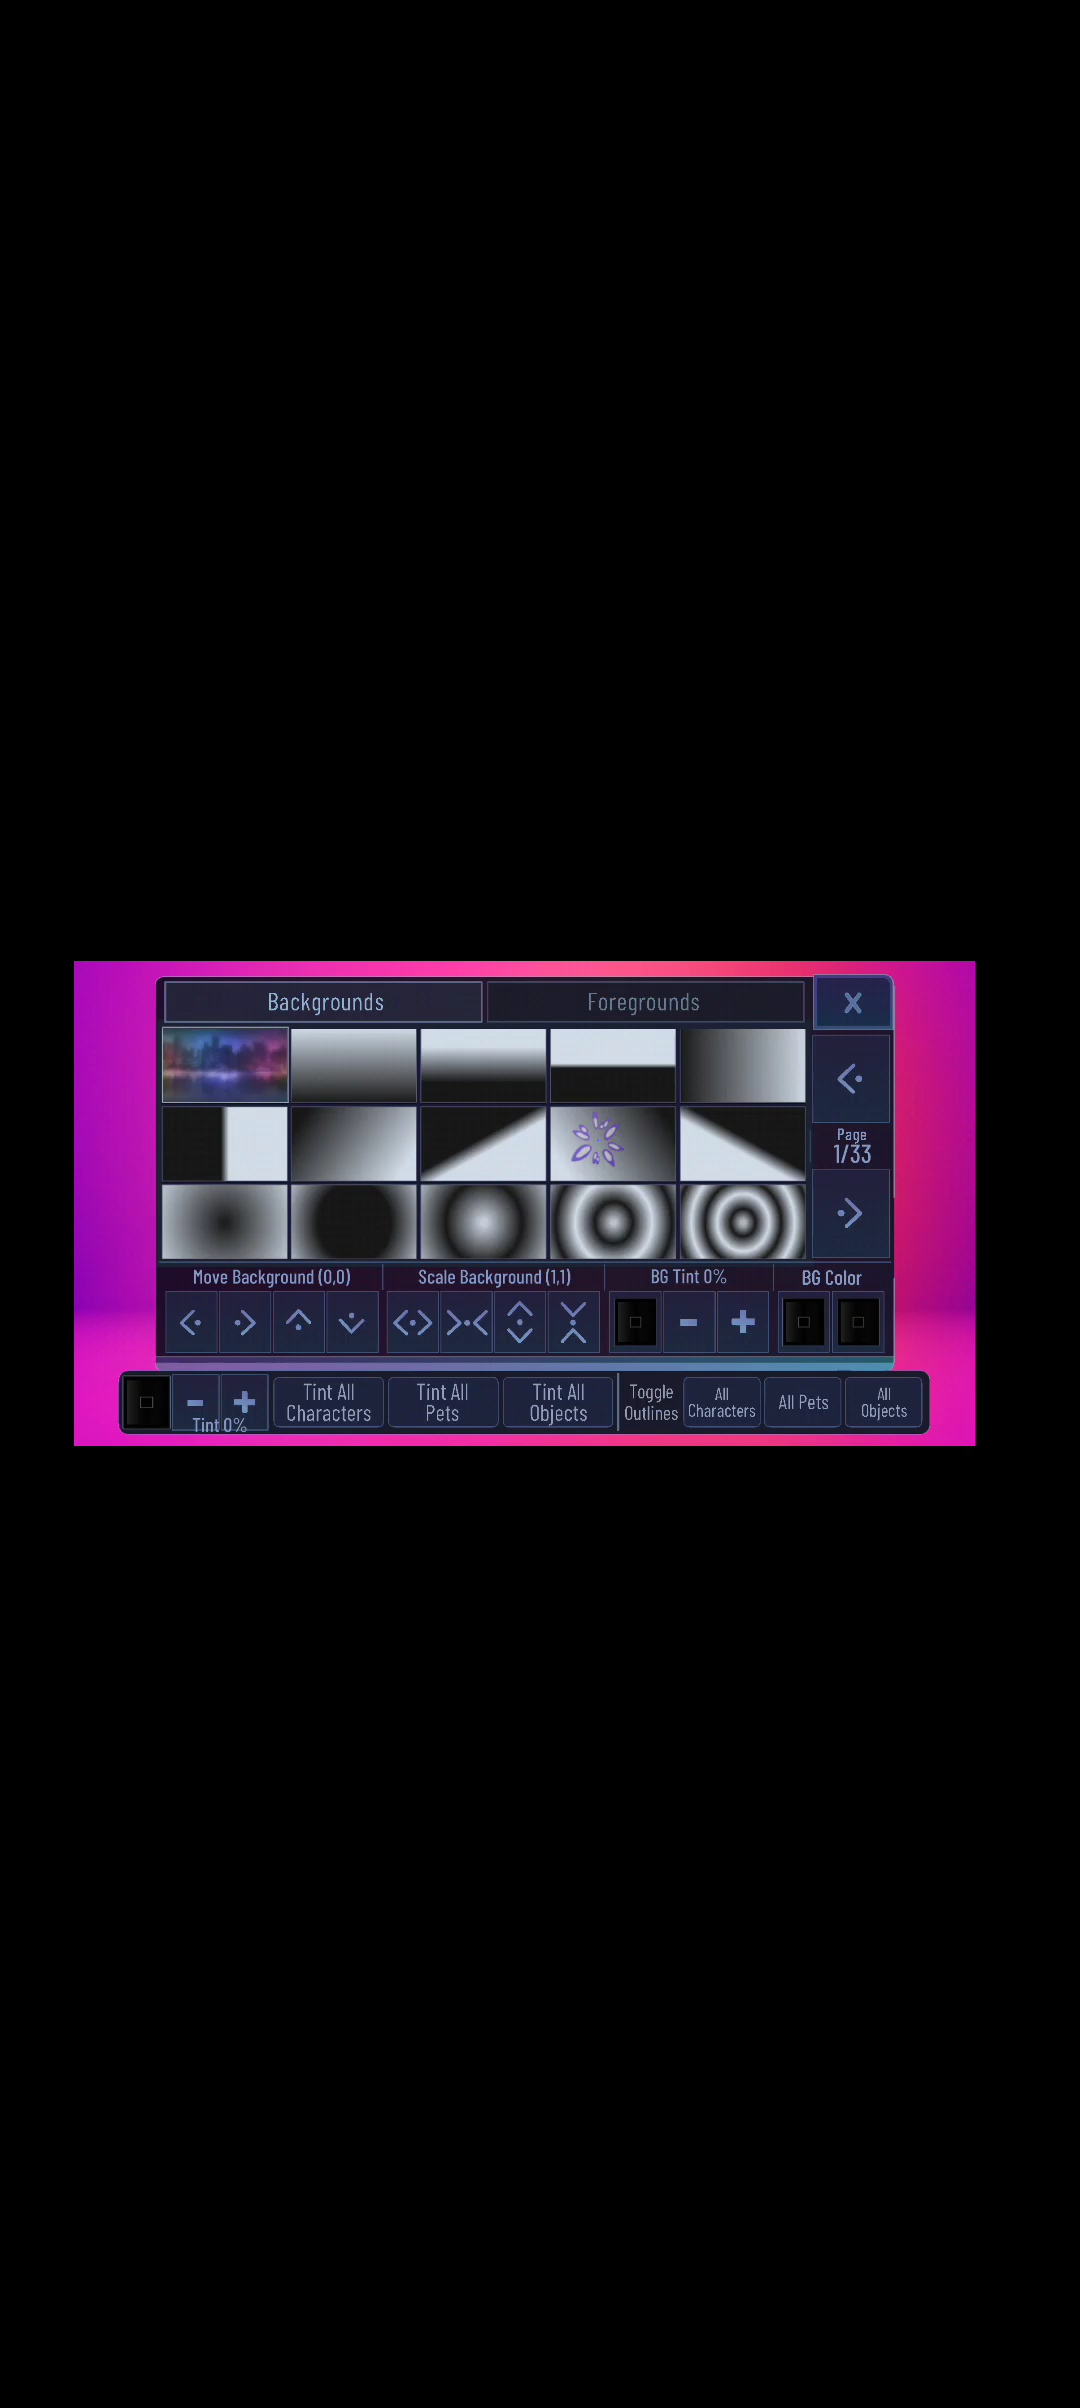 Backgrounds
Foregrounds
X
Page
1/33
Move Background (0,0)
Scale Background (1,1)
BG Tint 0%
BG Color
Tint 0%
Tint All
Characters
Tint All
Pets
Tint All
Objects
Toggle
Outlines
All
Characters
All Pets
All
Objects